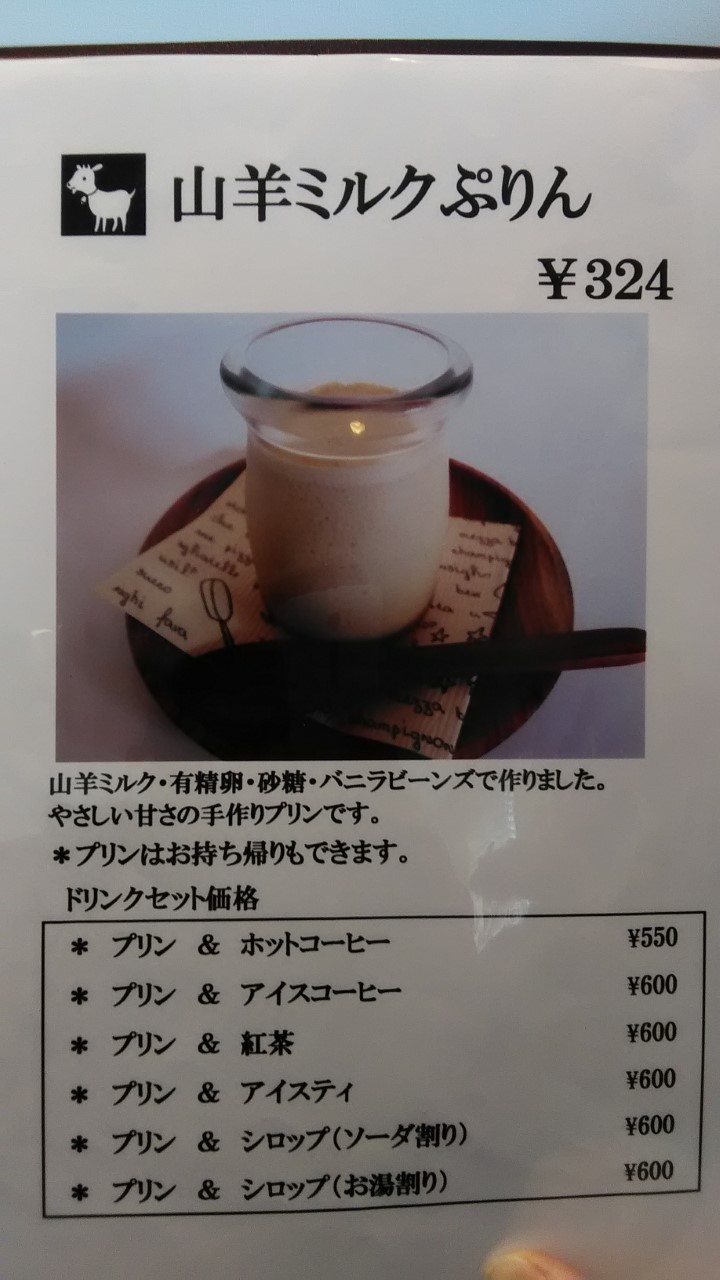 山羊ミルクぷりん
￥324
山羊ミルク・有精卵・砂糖・バニラビーンズで作りました。
やさしい甘さの手作りプリンです。
＊プリンはお持ち帰りもできます。
ドリンクセット価格
＊ プリン ＆ ホットコーヒー ¥550
＊ プリン ＆ アイスコーヒー ¥600
＊ プリン ＆ 紅茶 ¥600
＊ プリン ＆ アイスティ ¥600
＊ プリン ＆ シロップ（ソーダ割り） ¥600
＊ プリン ＆ シロップ（お湯割り） ¥600